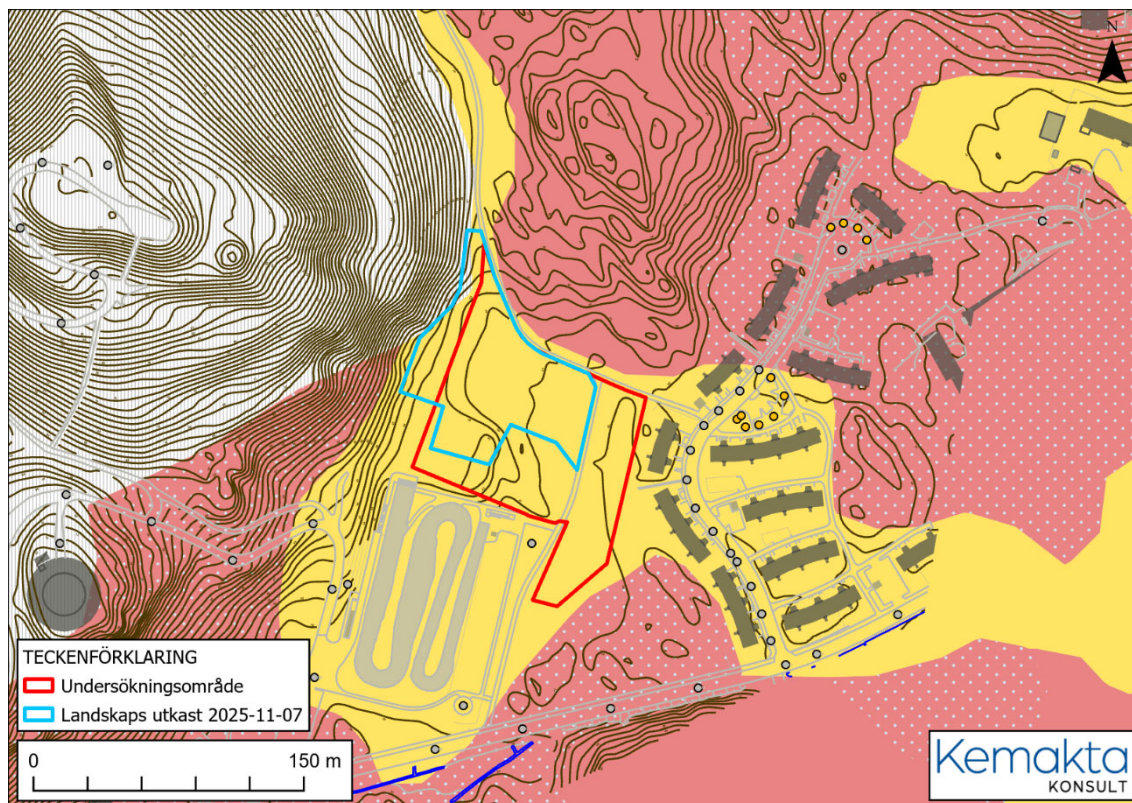 N
TECKENFÖRKLARING
Undersökningsområde
Landskaps utkast 2025-11-07
0 150 m
Kemakta
KONSULT